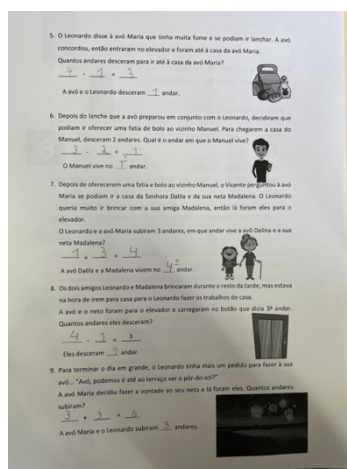 5. O Leonardo disse à avó Maria que tinha muita fome e se podiam ir lanchar. A avó
concordou, então entraram no elevador e foram até à casa da avó Maria.
Quantos andares desceram para ir até à casa da avó Maria?
4 - 1 = 3
A avó e o Leonardo desceram 1 andar.
6. Depois do lanche que a avó preparou em conjunto com o Leonardo, decidiram que
podiam ir oferecer uma fatia de bolo ao vizinho Manuel. Para chegarem a casa do
Manuel, desceram 2 andares. Qual é o andar em que o Manuel vive?
3 - 2 = 1
O Manuel vive no 1º andar.
7. Depois de oferecerem uma fatia e bolo ao vizinho Manuel, o Vicente perguntou à avó
Maria se podiam ir a casa da Senhora Dalila e da sua neta Madalena. O Leonardo
queria muito ir brincar com a sua amiga Madalena, então lá foram eles para o
elevador.
O Leonardo e a avó Maria subiram 3 andares, em que andar vive a avó Dalina e a sua
neta Madalena?
1 + 3 = 4
A avó Dalila e a Madalena vivem no 4º andar.
8. Os dois amigos Leonardo e Madalena brincaram durante o resto da tarde, mas estava
na hora de irem para casa para o Leonardo fazer os trabalhos de casa.
A avó e o neto foram para o elevador e carregaram no botão que dizia 3º andar.
Quantos andares eles desceram?
4 - 1 = 3
Eles desceram 1 andar.
9. Para terminar o dia em grande, o Leonardo tinha mais um pedido para fazer à sua
avó... "Avó, podemos ir até ao terraço ver o pôr-do-sol?"
A avó Maria decidiu fazer a vontade ao seu neto e lá foram eles. Quantos andares
subiram?
3 + 3 = 6
A avó Maria e o Leonardo subiram 3 andares.